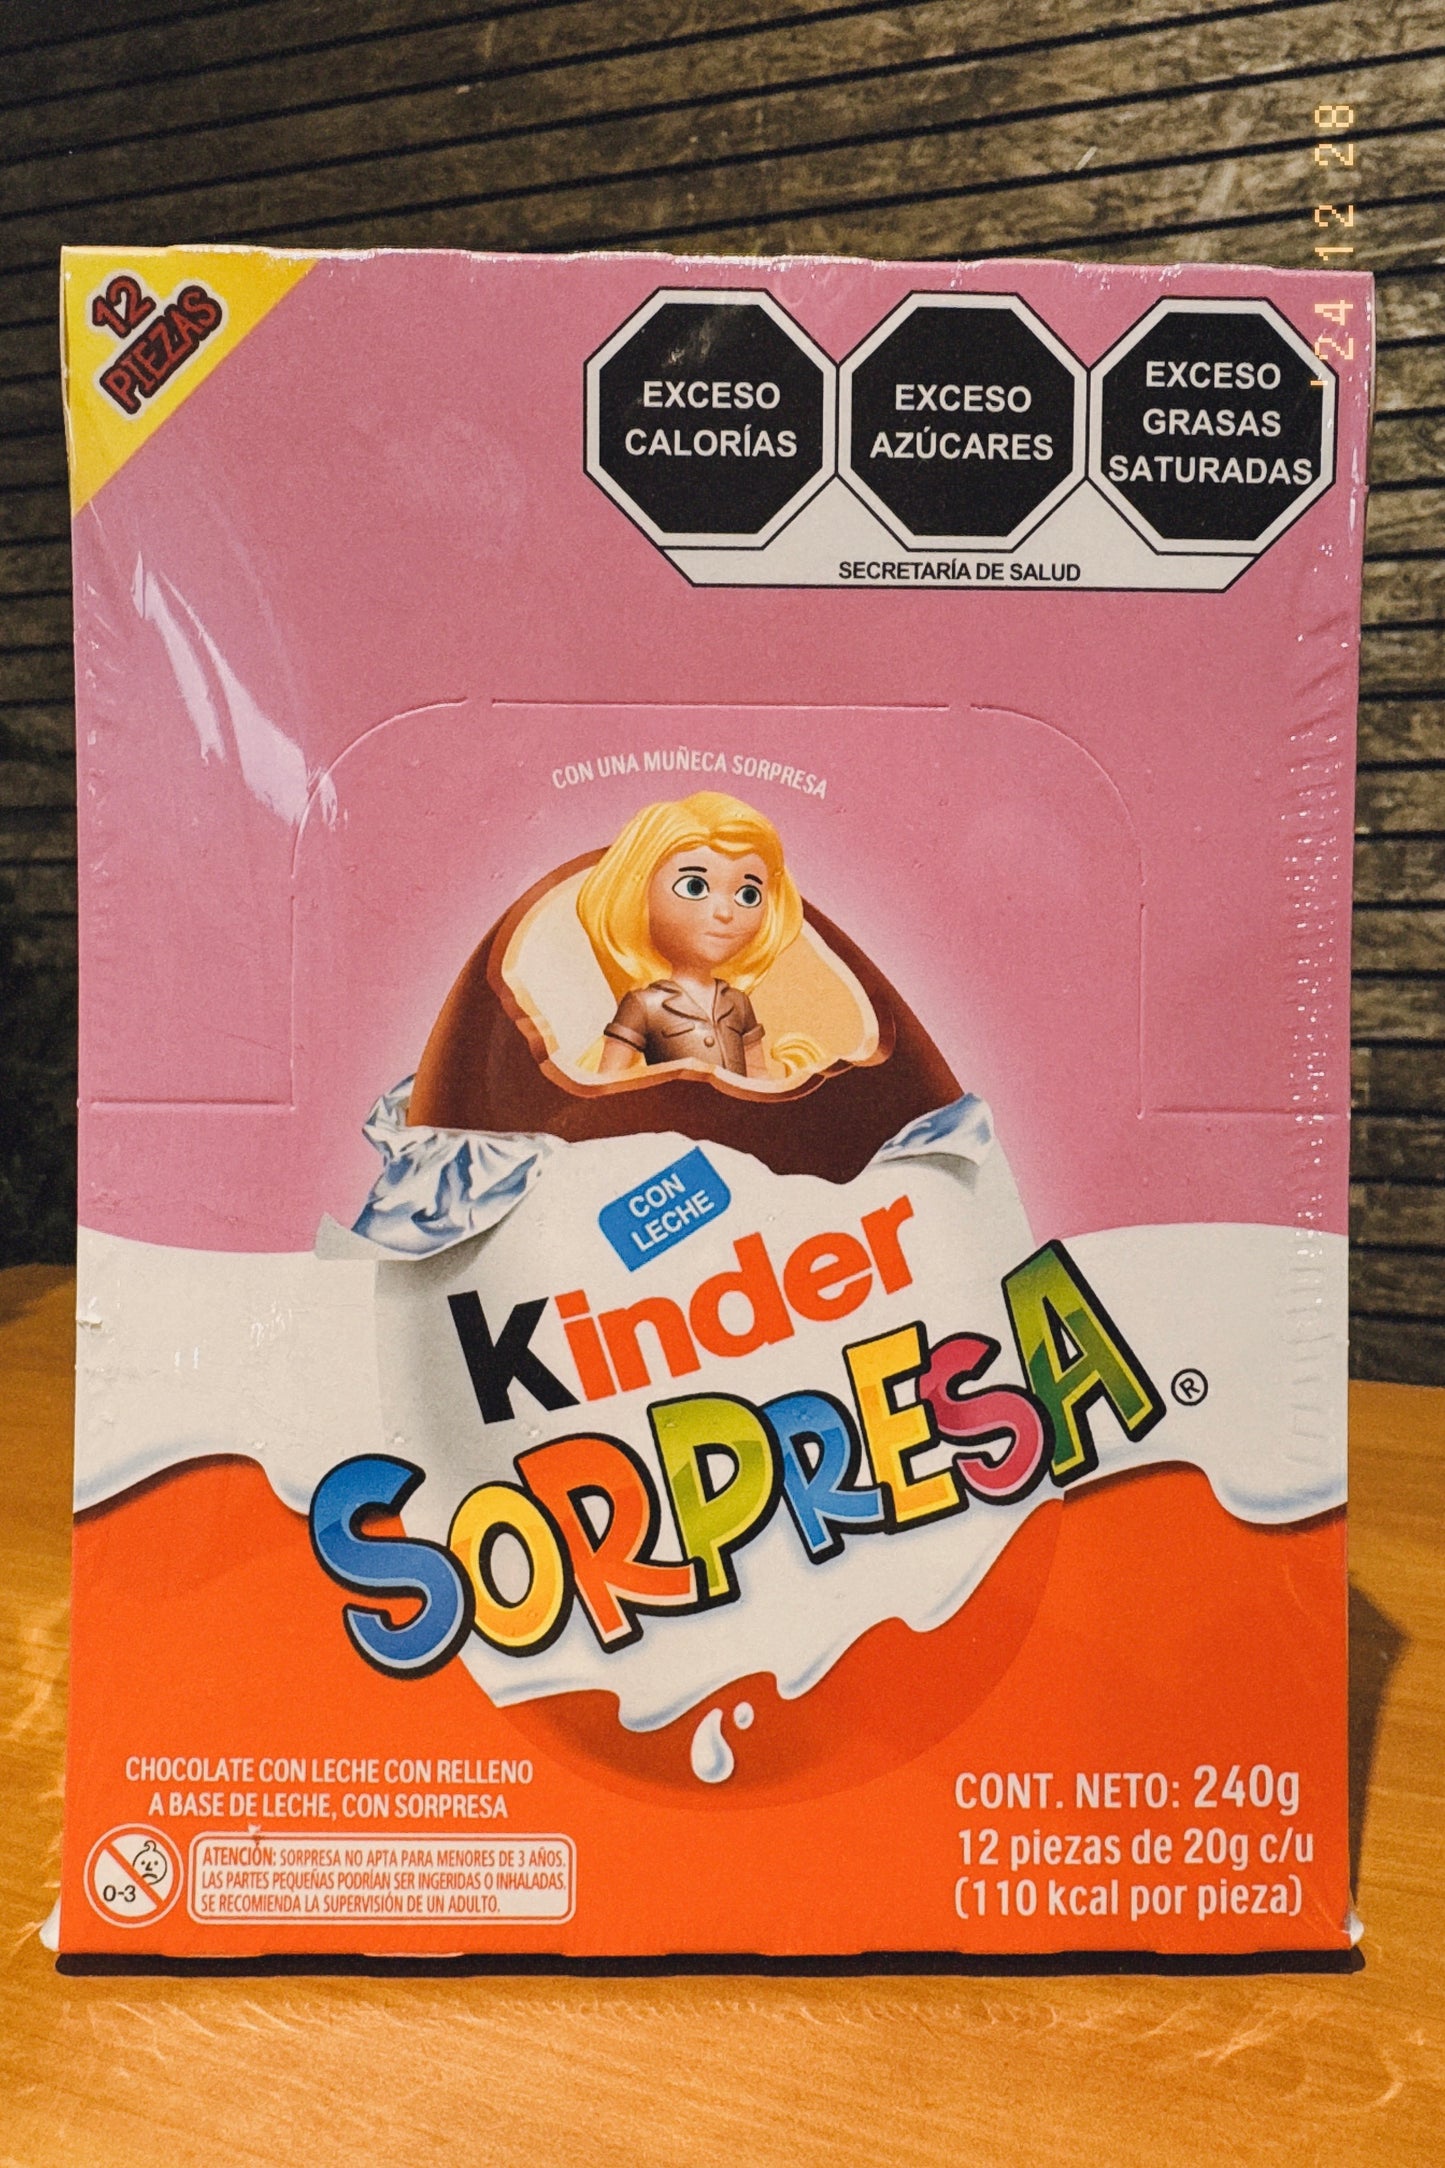 '24 12 28
12
PIEZAS
EXCESO
CALORÍAS
EXCESO
AZÚCARES
EXCESO
GRASAS
SATURADAS
SECRETARÍA DE SALUD
CON UNA MUÑECA SORPRESA
CON
LECHE
kinder
SORPRESA®
CHOCOLATE CON LECHE CON RELLENO
A BASE DE LECHE, CON SORPRESA
0-3
ATENCIÓN: SORPRESA NO APTA PARA MENORES DE 3 AÑOS.
LAS PARTES PEQUEÑAS PODRÍAN SER INGERIDAS O INHALADAS.
SE RECOMIENDA LA SUPERVISIÓN DE UN ADULTO.
CONT. NETO: 240g
12 piezas de 20g c/u
(110 kcal por pieza)